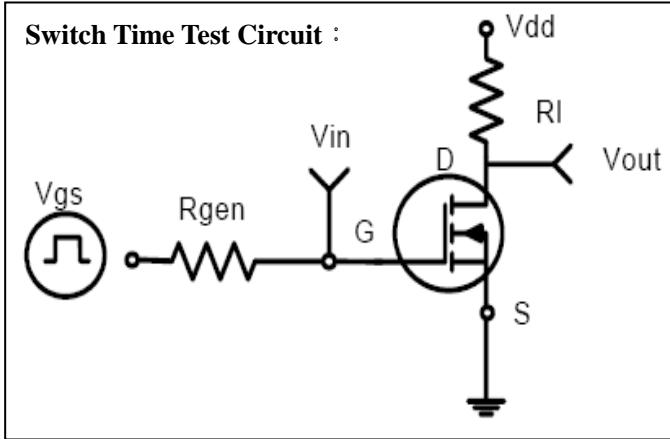 Switch Time Test Circuit：
Vdd
Rl
Vin
D
Vout
Vgs
Rgen
G
S